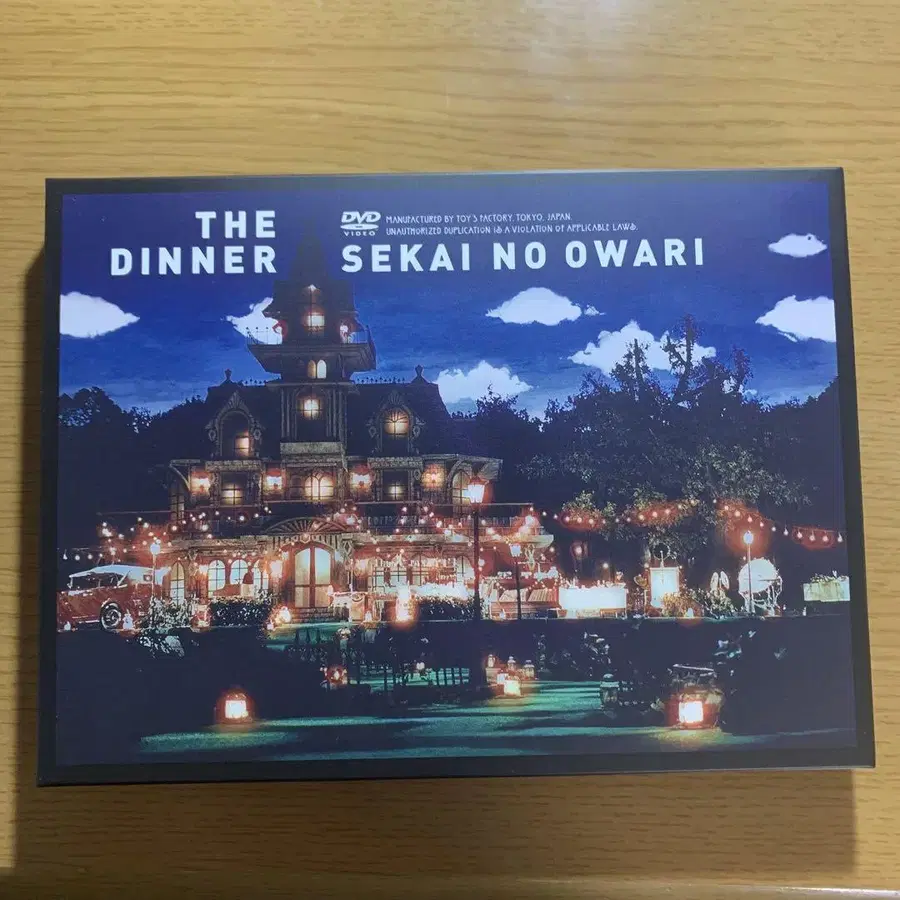 THE
DINNER
DVD
VIDEO
MANUFACTURED BY TOY'S FACTORY, TOKYO, JAPAN.
UNAUTHORIZED DUPLICATION IS A VIOLATION OF APPLICABLE LAWS.
SEKAI NO OWARI